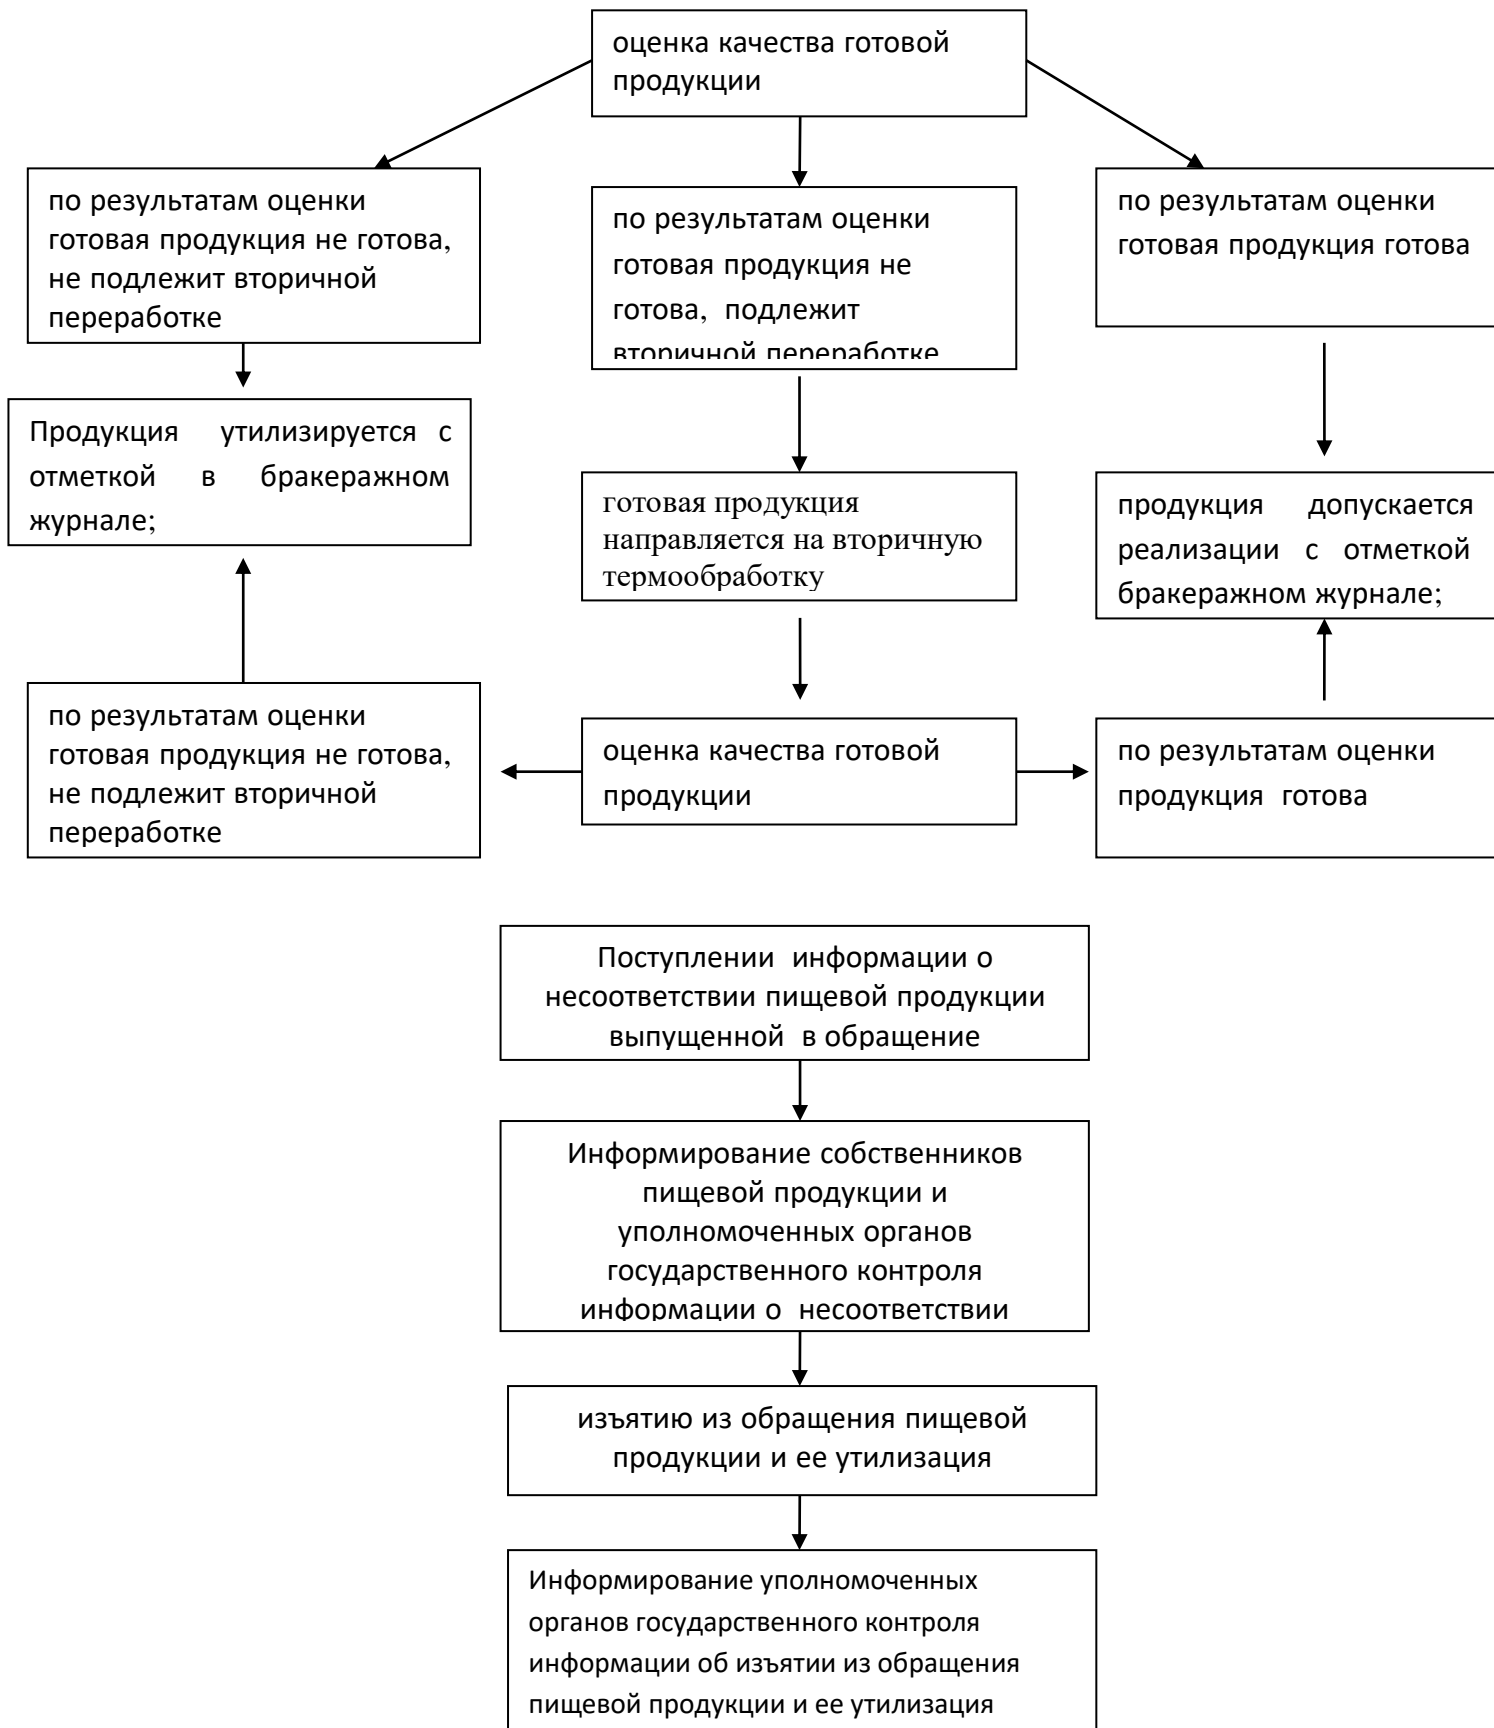 оценка качества готовой
продукции
по результатам оценки
готовая продукция не готова,
не подлежит вторичной
переработке
по результатам оценки
готовая продукция не
готова, подлежит
вторичной переработке
по результатам оценки
готовая продукция готова
Продукция утилизируется с
отметкой в бракеражном
журнале;
готовая продукция
направляется на вторичную
термообработку
продукция допускается
реализации с отметкой
бракеражном журнале;
по результатам оценки
готовая продукция не готова,
не подлежит вторичной
переработке
оценка качества готовой
продукции
по результатам оценки
продукция готова
Поступлении информации о
несоответствии пищевой продукции
выпущенной в обращение
Информирование собственников
пищевой продукции и
уполномоченных органов
государственного контроля
информации о несоответствии
изъятию из обращения пищевой
продукции и ее утилизация
Информирование уполномоченных
органов государственного контроля
информации об изъятии из обращения
пищевой продукции и ее утилизация